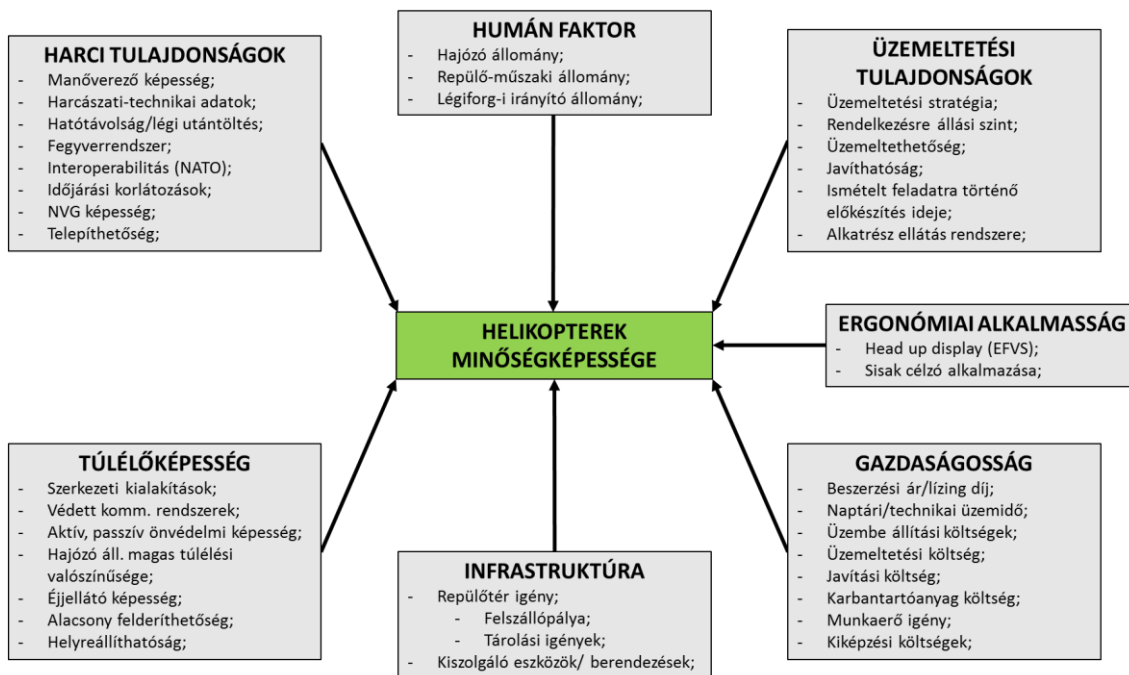 HARCI TULAJDONSÁGOK
- Manőverező képesség;
- Harcászati-technikai adatok;
- Hatótávolság/légi utántöltés;
- Fegyverrendszer;
- Interoperabilitás (NATO);
- Időjárási korlátozások;
- NVG képesség;
- Telepíthetőség;
HUMÁN FAKTOR
- Hajózó állomány;
- Repülő-műszaki állomány;
- Légiforg-i irányító állomány;
ÜZEMELTETÉSI
TULAJDONSÁGOK
- Üzemeltetési stratégia;
- Rendelkezésre állási szint;
- Üzemeltethetőség;
- Javíthatóság;
- Ismételt feladatra történő
előkészítés ideje;
- Alkatrész ellátás rendszere;
HELIKOPTEREK
MINŐSÉGKÉPESSÉGE
ERGONÓMIAI ALKALMASSÁG
- Head up display (EFVS);
- Sisak célzó alkalmazása;
TÚLÉLŐKÉPESSÉG
- Szerkezeti kialakítások;
- Védett komm. rendszerek;
- Aktív, passzív önvédelmi képesség;
- Hajózó áll. magas túlélési
valószínűsége;
- Éjjellátó képesség;
- Alacsony felderíthetőség;
- Helyreállíthatóság;
INFRASTRUKTÚRA
- Repülőtér igény;
- Felszállópálya;
- Tárolási igények;
- Kiszolgáló eszközök/ berendezések;
GAZDASÁGOSSÁG
- Beszerzési ár/lízing díj;
- Naptári/technikai üzemidő;
- Üzembe állítási költségek;
- Üzemeltetési költség;
- Javítási költség;
- Karbantartóanyag költség;
- Munkaerő igény;
- Kiképzési költségek;